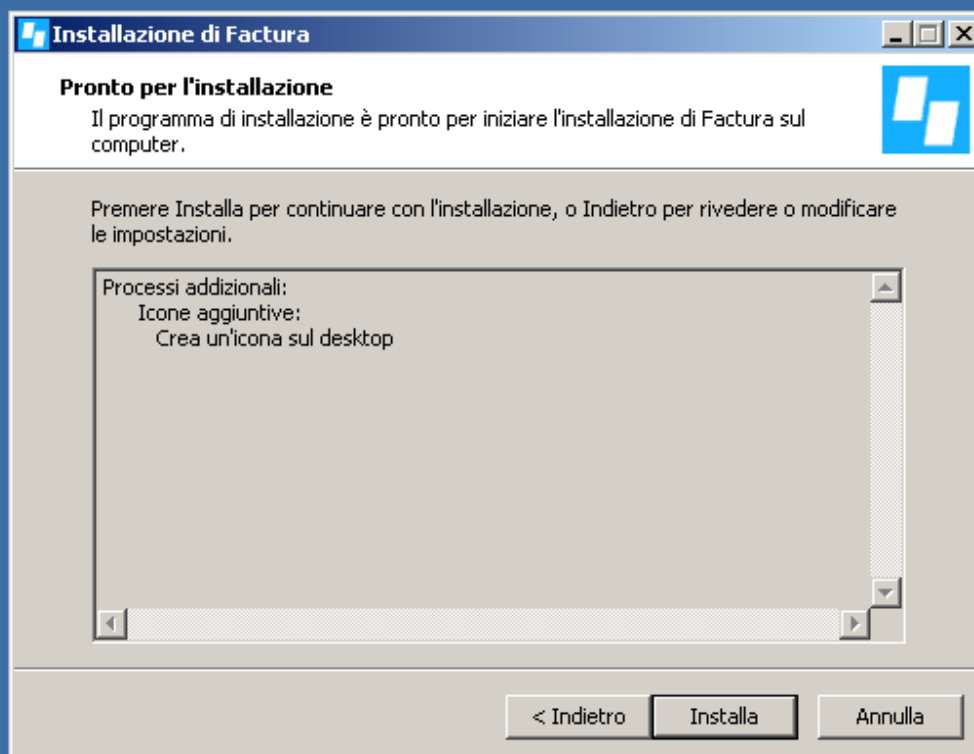 Installazione di Factura
Pronto per l'installazione
Il programma di installazione è pronto per iniziare l'installazione di Factura sul
computer.
Premere Installa per continuare con l'installazione, o Indietro per rivedere o modificare
le impostazioni.
Processi addizionali:
Icone aggiuntive:
Crea un'icona sul desktop
< Indietro
Installa
Annulla